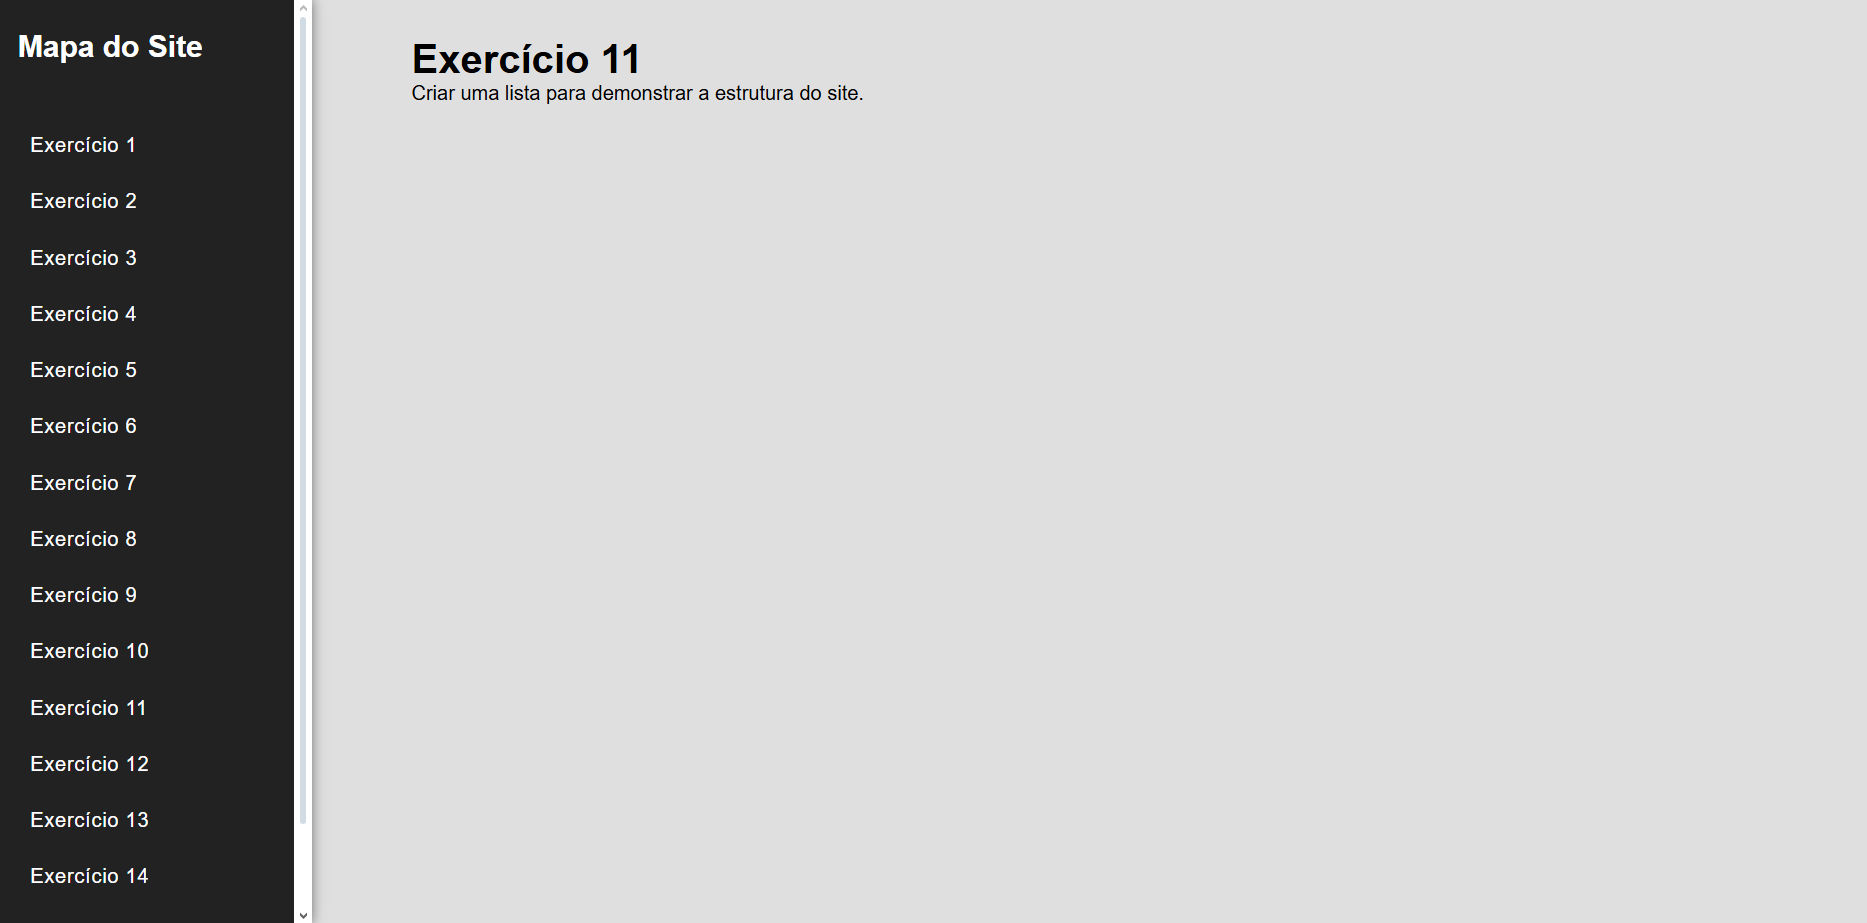 Mapa do Site
Exercício 1
Exercício 2
Exercício 3
Exercício 4
Exercício 5
Exercício 6
Exercício 7
Exercício 8
Exercício 9
Exercício 10
Exercício 11
Exercício 12
Exercício 13
Exercício 14
Exercício 11
Criar uma lista para demonstrar a estrutura do site.